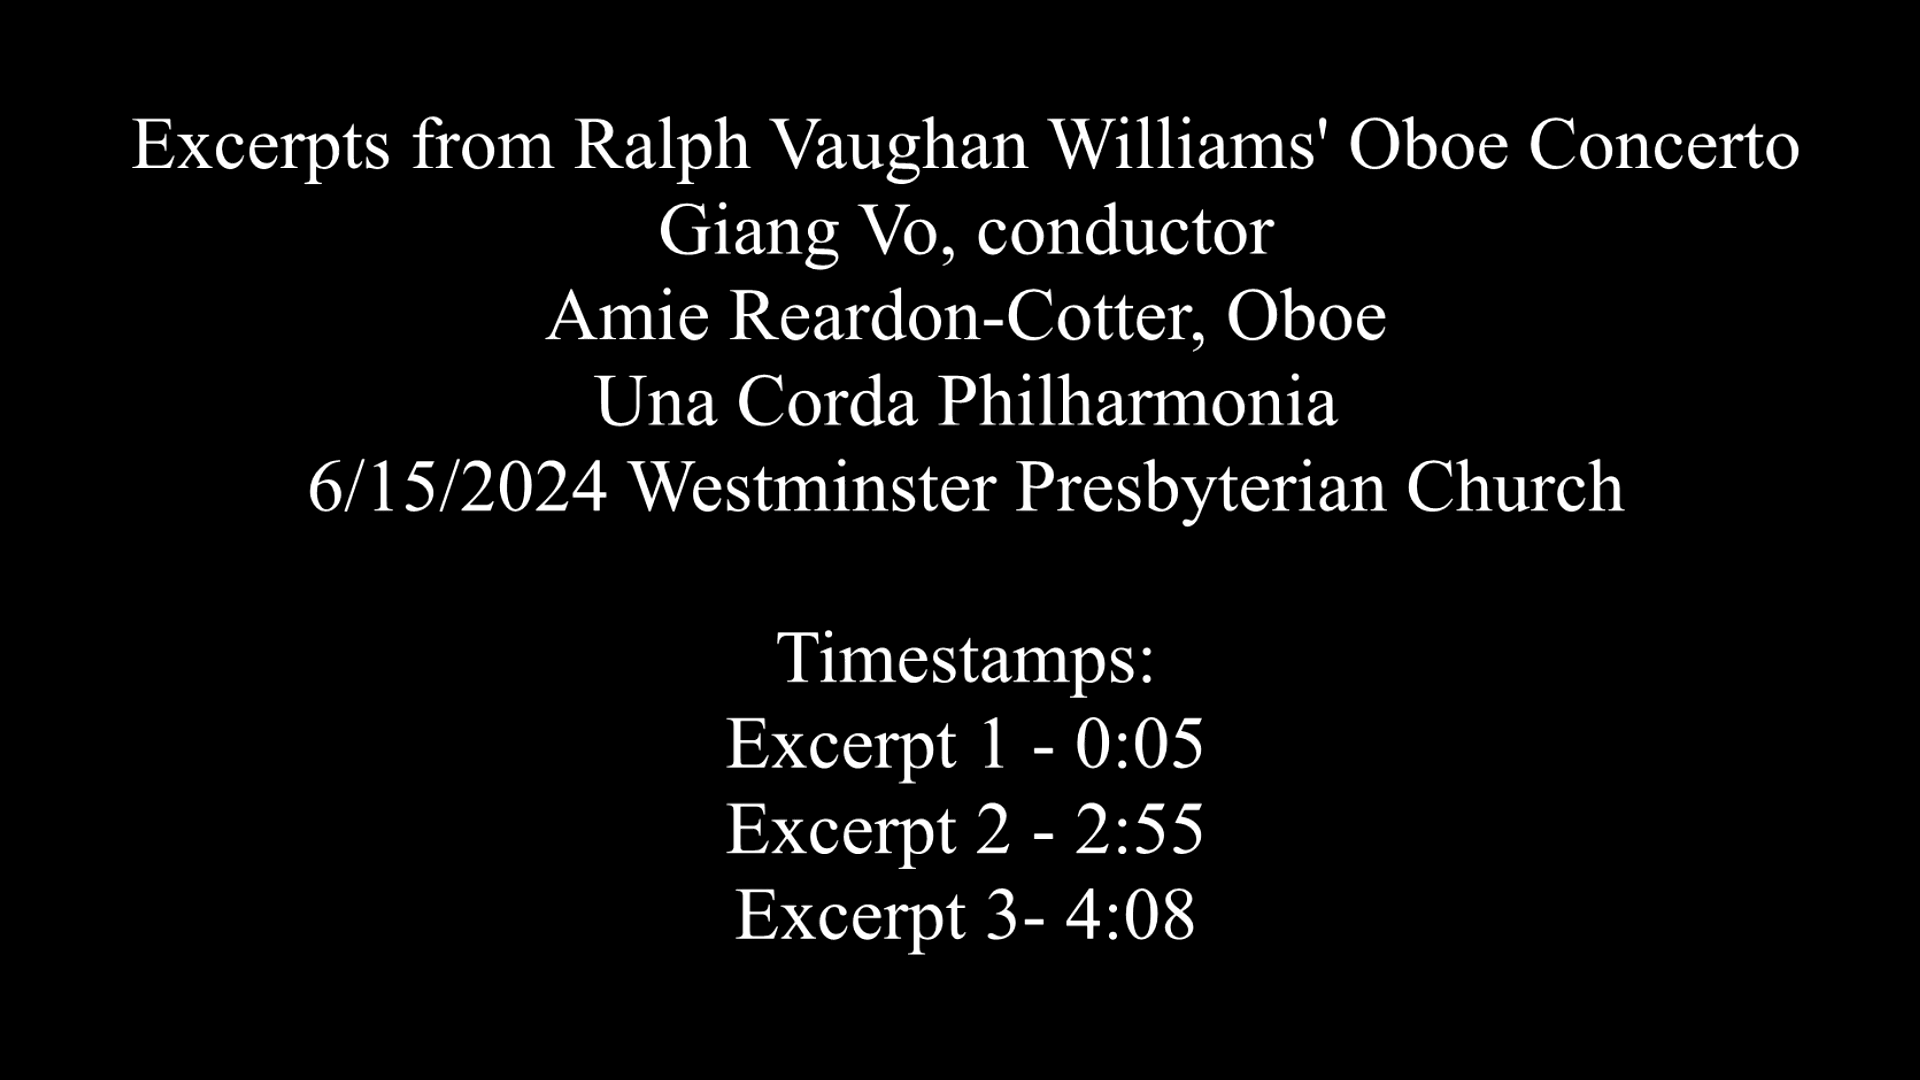 Excerpts from Ralph Vaughan Williams' Oboe Concerto
Giang Vo, conductor
Amie Reardon-Cotter, Oboe
Una Corda Philharmonia
6/15/2024 Westminster Presbyterian Church
Timestamps:
Excerpt 1 - 0:05
Excerpt 2 - 2:55
Excerpt 3- 4:08